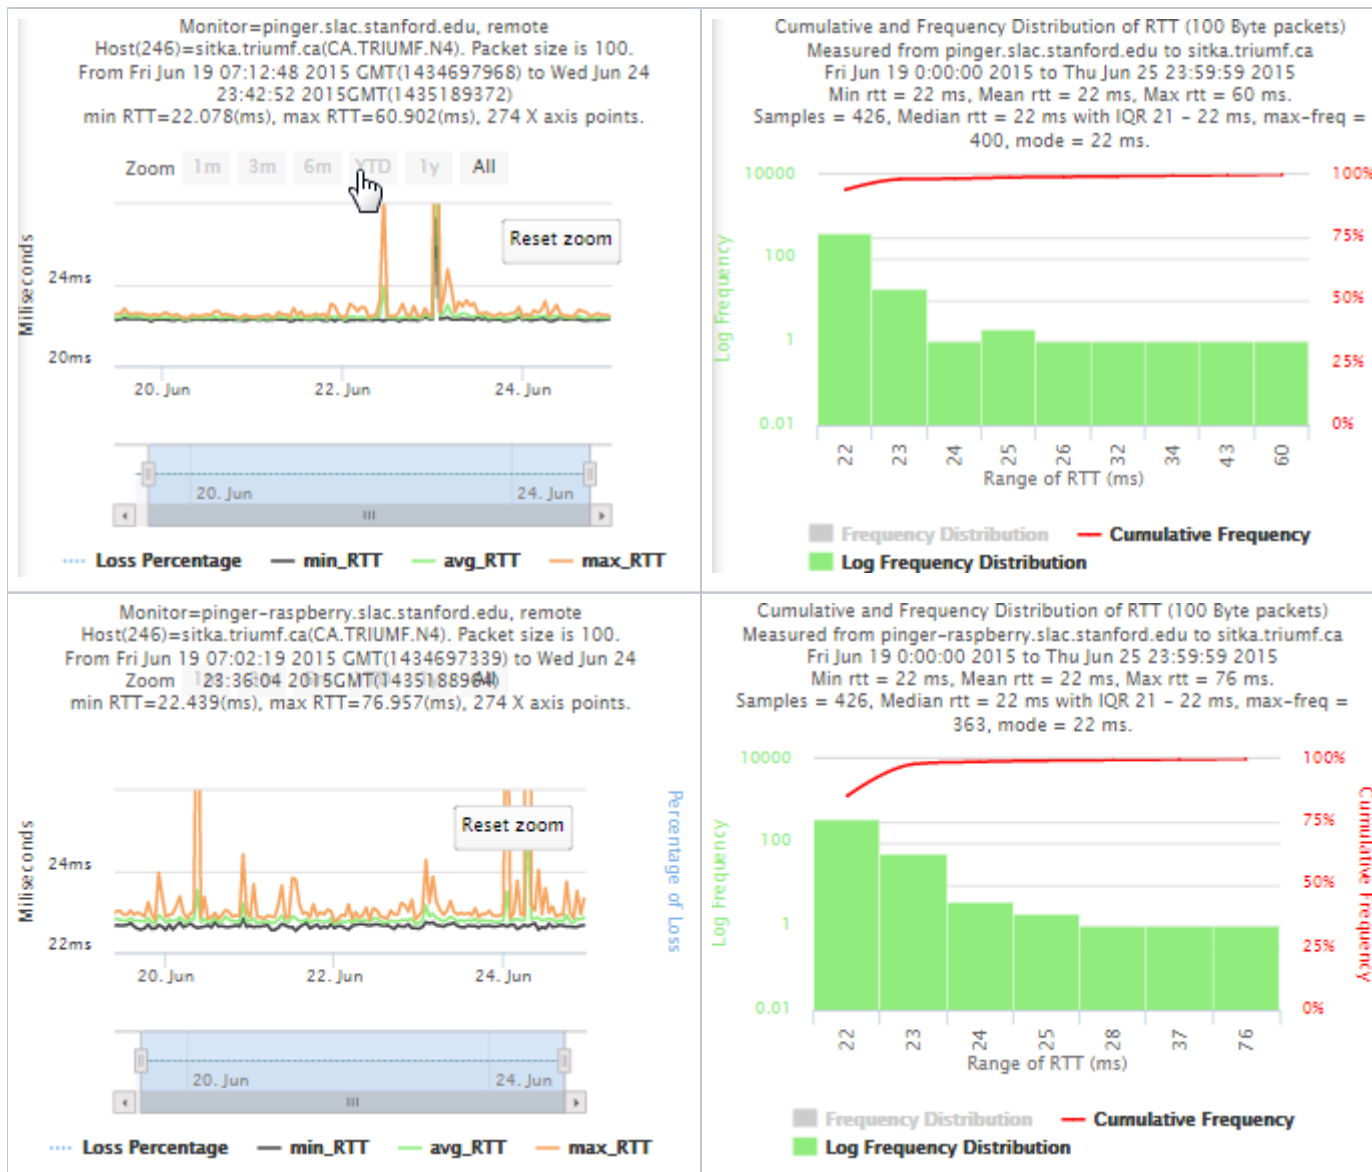 Monitor=pinger.slac.stanford.edu, remote
Host(246)=sitka.triumf.ca(CA.TRIUMF.N4). Packet size is 100.
From Fri Jun 19 07:12:48 2015 GMT(1434697968) to Wed Jun 24
23:42:52 2015GMT(1435189372)
min RTT=22.078(ms), max RTT=60.902(ms), 274 X axis points.
Zoom 1m 3m 6m YTD 1y All
Reset zoom
Miliseconds
24ms
20ms
20. Jun 22. Jun 24. Jun
20. Jun 24. Jun
Loss Percentage min_RTT avg_RTT max_RTT
Cumulative and Frequency Distribution of RTT (100 Byte packets)
Measured from pinger.slac.stanford.edu to sitka.triumf.ca
Fri Jun 19 0:00:00 2015 to Thu Jun 25 23:59:59 2015
Min rtt = 22 ms, Mean rtt = 22 ms, Max rtt = 60 ms.
Samples = 426, Median rtt = 22 ms with IQR 21 - 22 ms, max-freq =
400, mode = 22 ms.
Log Frequency
10000
100
1
0.01
100%
75%
50%
25%
0%
22 23 24 25 26 32 34 43 60
Range of RTT (ms)
Frequency Distribution Cumulative Frequency
Log Frequency Distribution
Monitor=pinger-raspberry.slac.stanford.edu, remote
Host(246)=sitka.triumf.ca(CA.TRIUMF.N4). Packet size is 100.
From Fri Jun 19 07:02:19 2015 GMT(1434697339) to Wed Jun 24
Zoom 23:36:04 2015GMT(1435188964) All
min RTT=22.439(ms), max RTT=76.957(ms), 274 X axis points.
Reset zoom
Miliseconds
24ms
22ms
Percentage of Loss
20. Jun 22. Jun 24. Jun
20. Jun 24. Jun
Loss Percentage min_RTT avg_RTT max_RTT
Cumulative and Frequency Distribution of RTT (100 Byte packets)
Measured from pinger-raspberry.slac.stanford.edu to sitka.triumf.ca
Fri Jun 19 0:00:00 2015 to Thu Jun 25 23:59:59 2015
Min rtt = 22 ms, Mean rtt = 22 ms, Max rtt = 76 ms.
Samples = 426, Median rtt = 22 ms with IQR 21 - 22 ms, max-freq =
363, mode = 22 ms.
Log Frequency
10000
100
1
0.01
100%
75%
50%
25%
0%
Cummulative Frequency
22 23 24 25 28 37 76
Range of RTT (ms)
Frequency Distribution Cumulative Frequency
Log Frequency Distribution